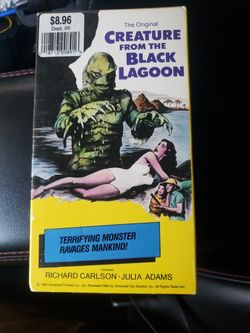 $8.96
Dept. 05
The Original
CREATURE
FROM THE
BLACK
LAGOON
TERRIFYING MONSTER
RAVAGES MANKIND!
RICHARD CARLSON · JULIA ADAMS